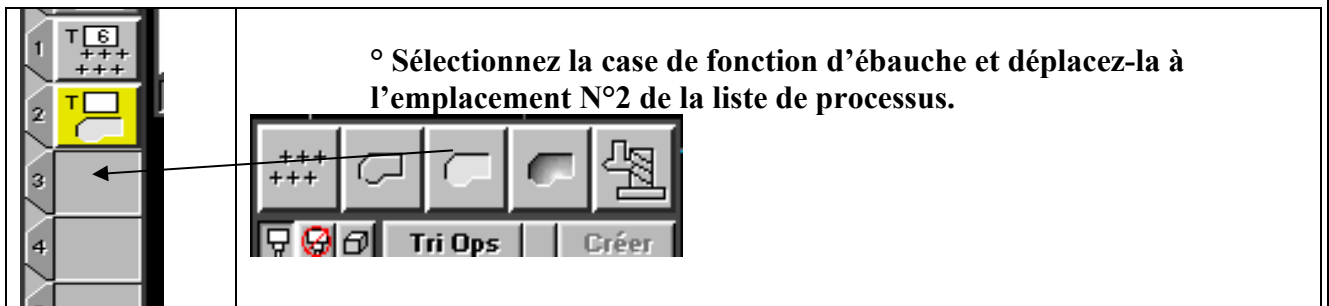 1
T 6
+++
+++
2
T
3
4
° Sélectionnez la case de fonction d’ébauche et déplacez-la à
l’emplacement N°2 de la liste de processus.
+++
+++
Tri Ops
Créer